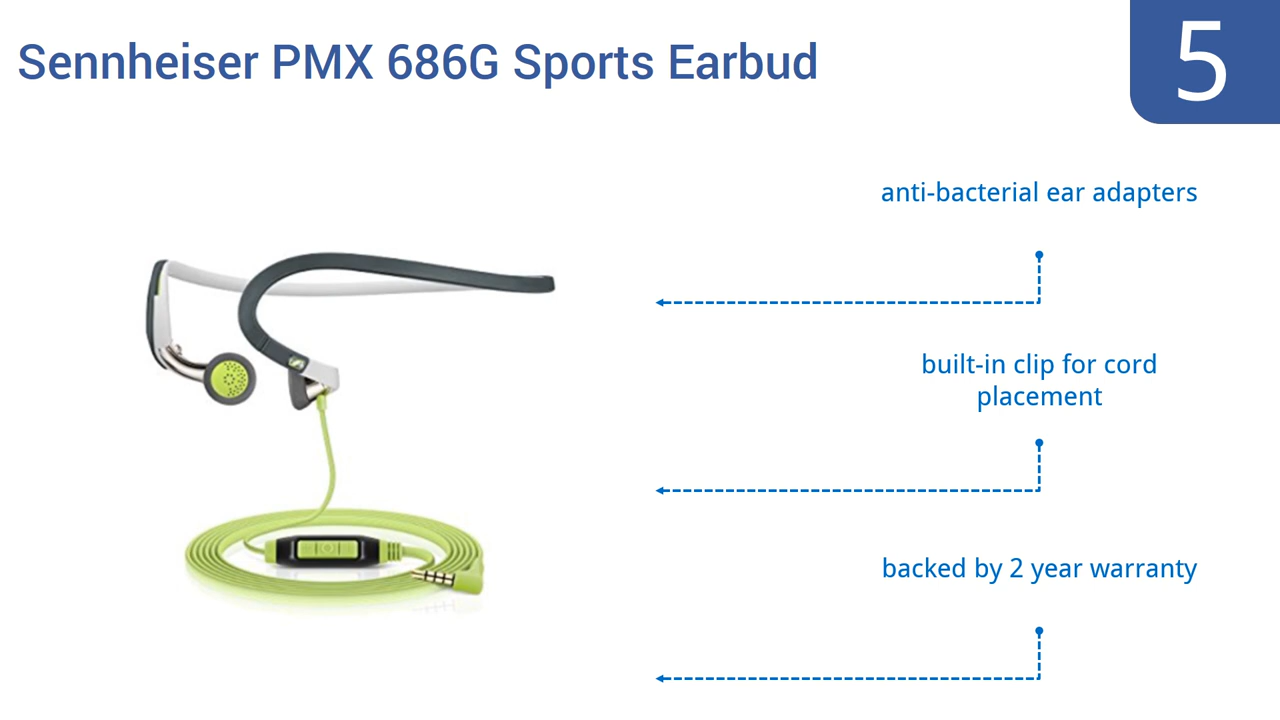 Sennheiser PMX 686G Sports Earbud
5
anti-bacterial ear adapters
built-in clip for cord
placement
backed by 2 year warranty